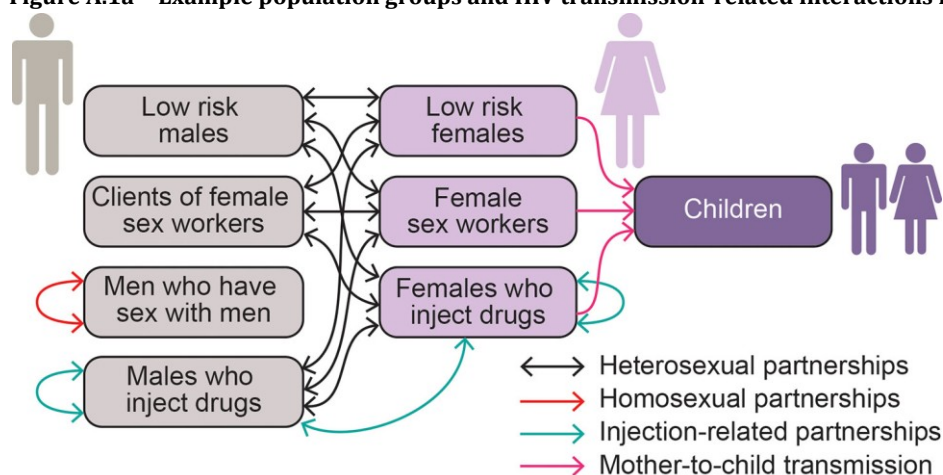 Figure A.1a Example population groups and HIV transmission-related interactions
Low risk
males
Low risk
females
Clients of female
sex workers
Female
sex workers
Children
Men who have
sex with men
Females who
inject drugs
Males who
inject drugs
Heterosexual partnerships
Homosexual partnerships
Injection-related partnerships
Mother-to-child transmission